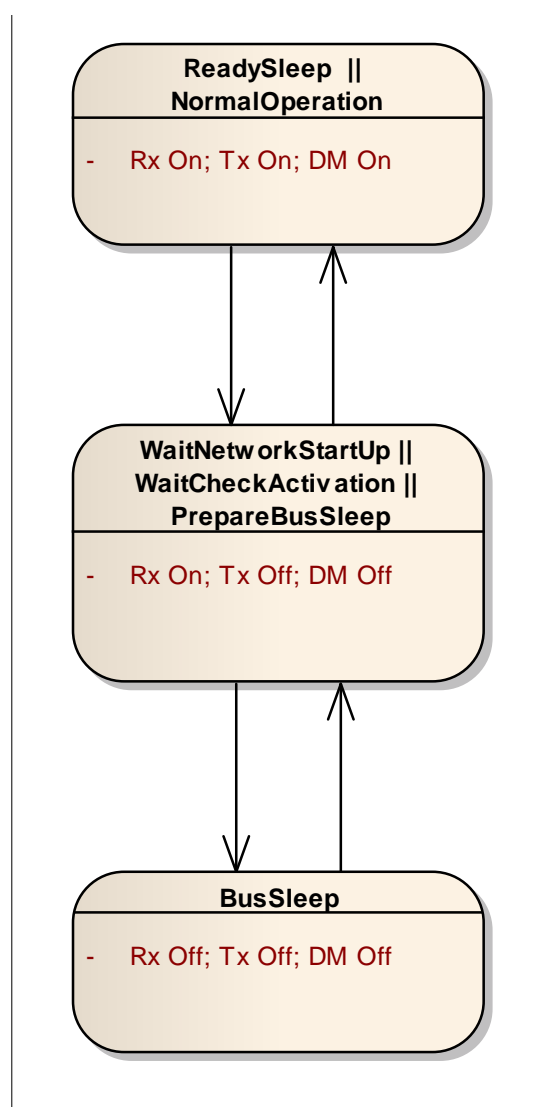 ReadySleep ||
NormalOperation
- Rx On; Tx On; DM On
WaitNetworkStartUp ||
WaitCheckActivation ||
PrepareBusSleep
- Rx On; Tx Off; DM Off
BusSleep
- Rx Off; Tx Off; DM Off